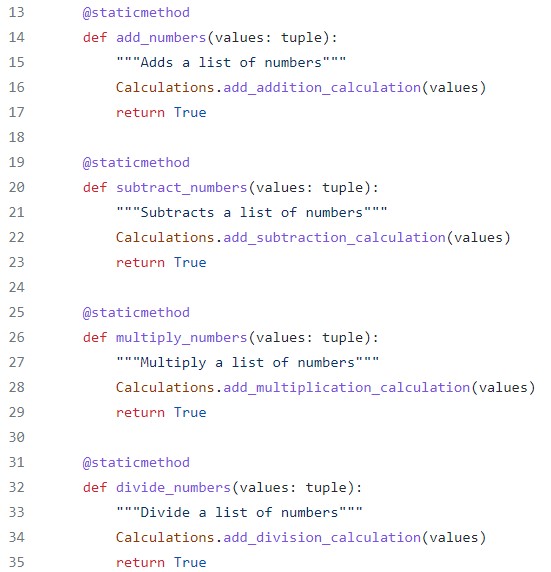 13 @staticmethod
14 def add_numbers(values: tuple):
15 """Adds a list of numbers"""
16 Calculations.add_addition_calculation(values)
17 return True
18
19 @staticmethod
20 def subtract_numbers(values: tuple):
21 """Subtracts a list of numbers"""
22 Calculations.add_subtraction_calculation(values)
23 return True
24
25 @staticmethod
26 def multiply_numbers(values: tuple):
27 """Multiply a list of numbers"""
28 Calculations.add_multiplication_calculation(values)
29 return True
30
31 @staticmethod
32 def divide_numbers(values: tuple):
33 """Divide a list of numbers"""
34 Calculations.add_division_calculation(values)
35 return True